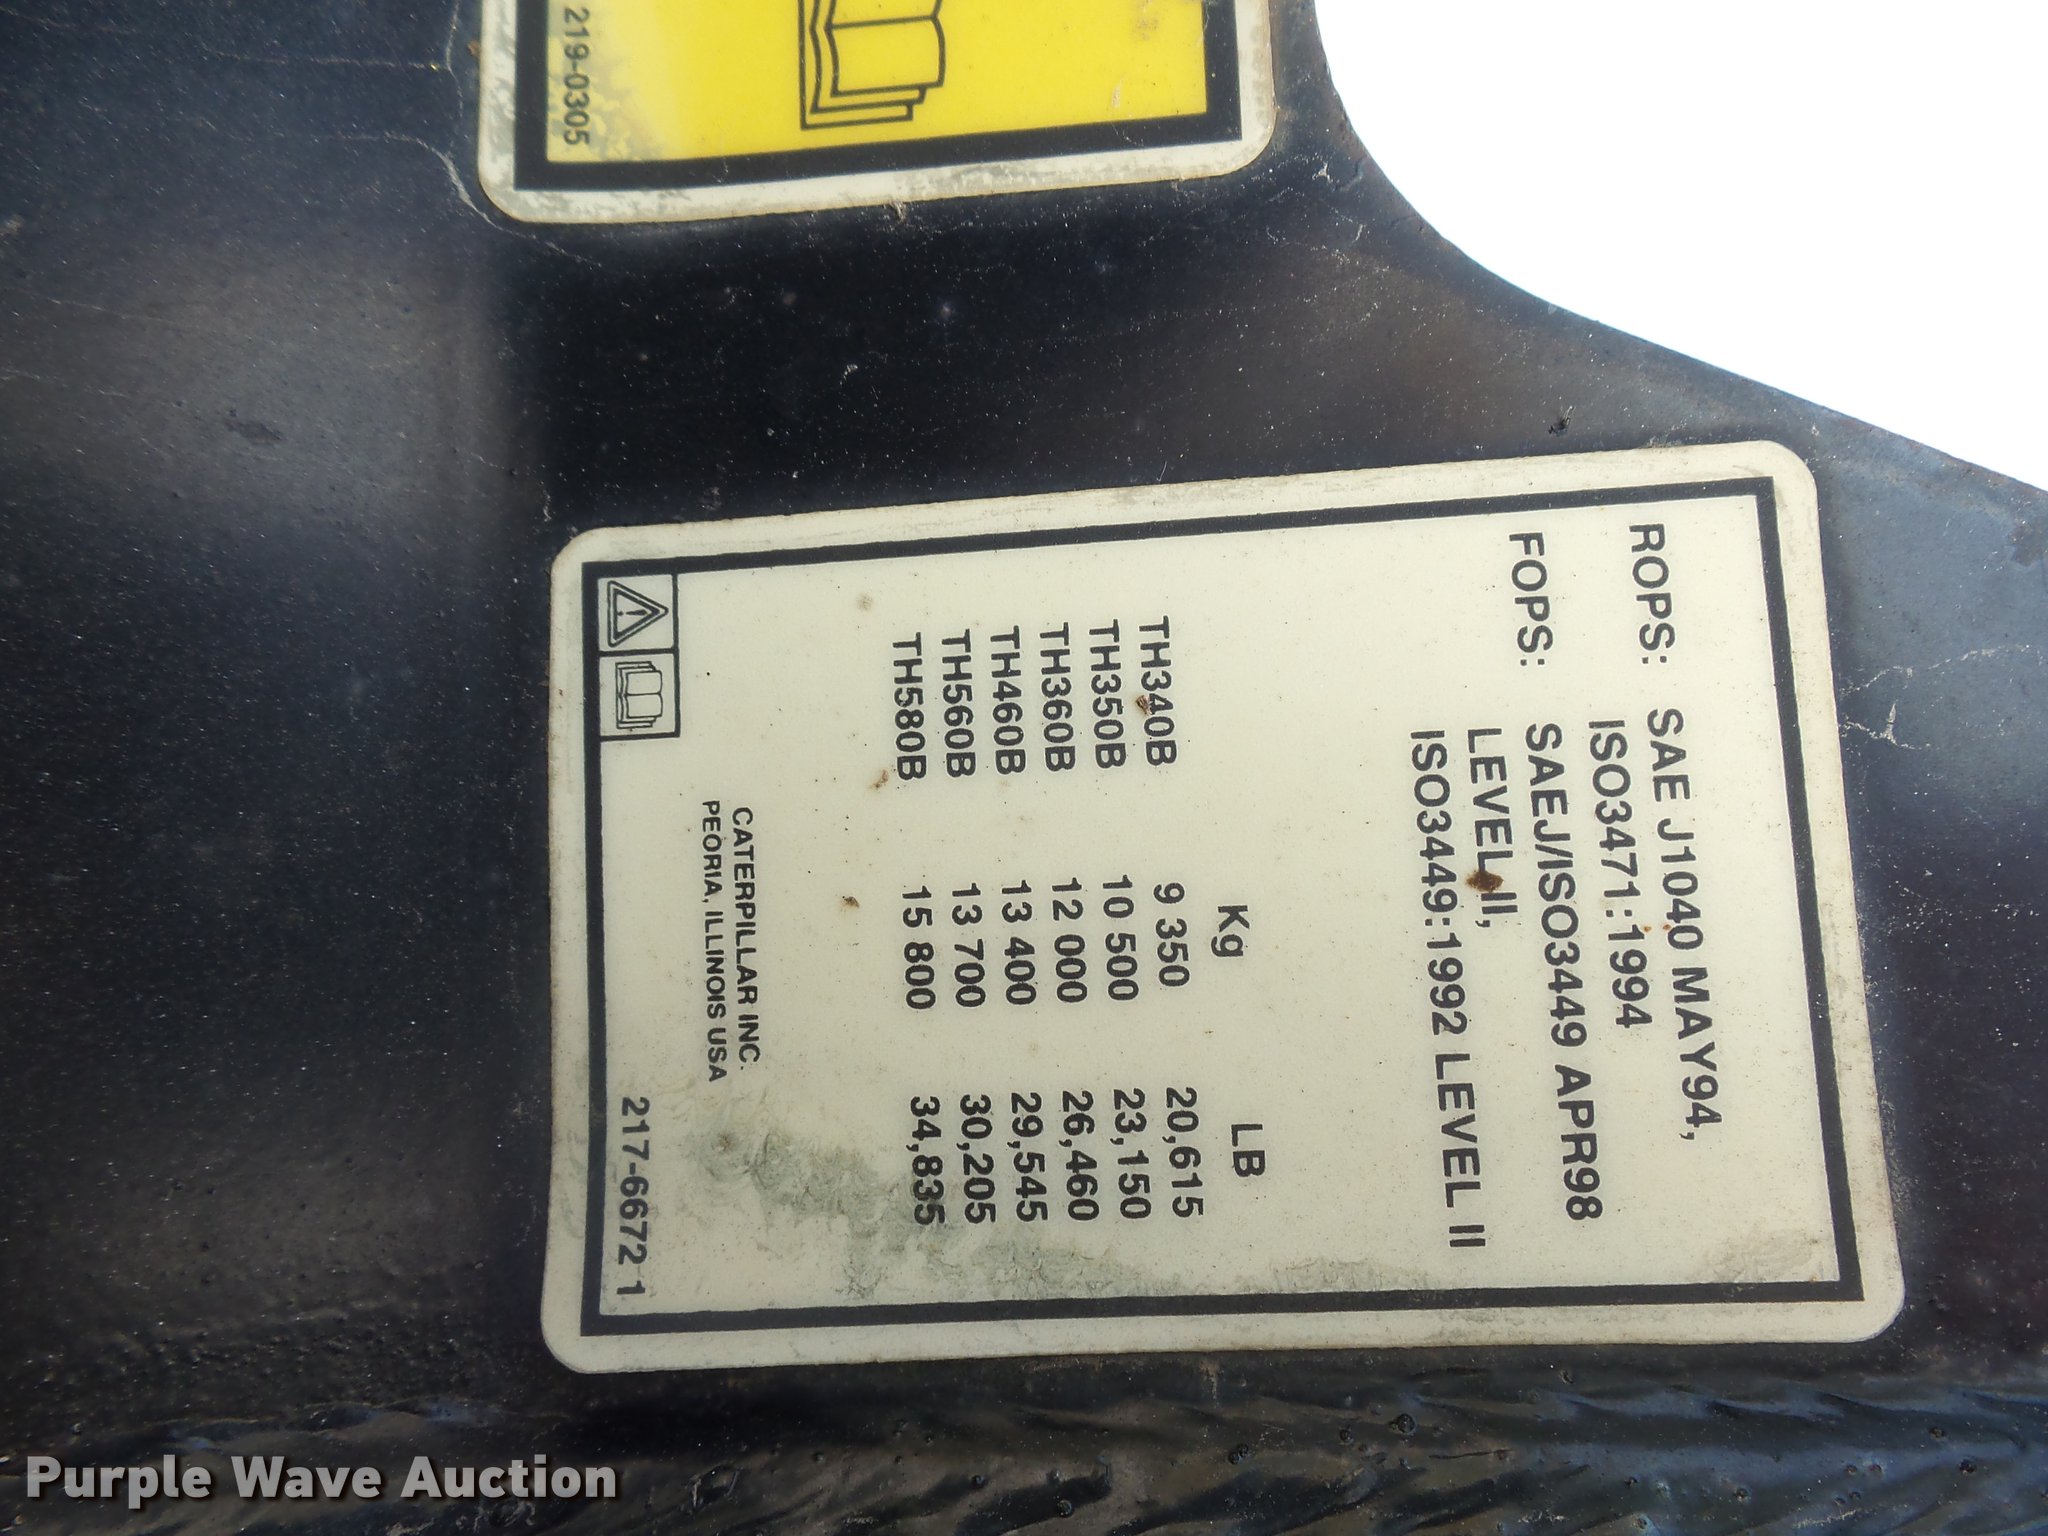 219-0305
ROPS: SAE J1040 MAY94,
ISO3471:1994
FOPS: SAEJ/ISO3449 APR98
LEVEL II,
ISO3449:1992 LEVEL II
Kg LB
TH340B 9 350 20,615
TH350B 10 500 23,150
TH360B 12 000 26,460
TH460B 13 400 29,545
TH560B 13 700 30,205
TH580B 15 800 34,835
CATERPILLAR INC.
PEORIA, ILLINOIS USA
217-6672 1
Purple Wave Auction